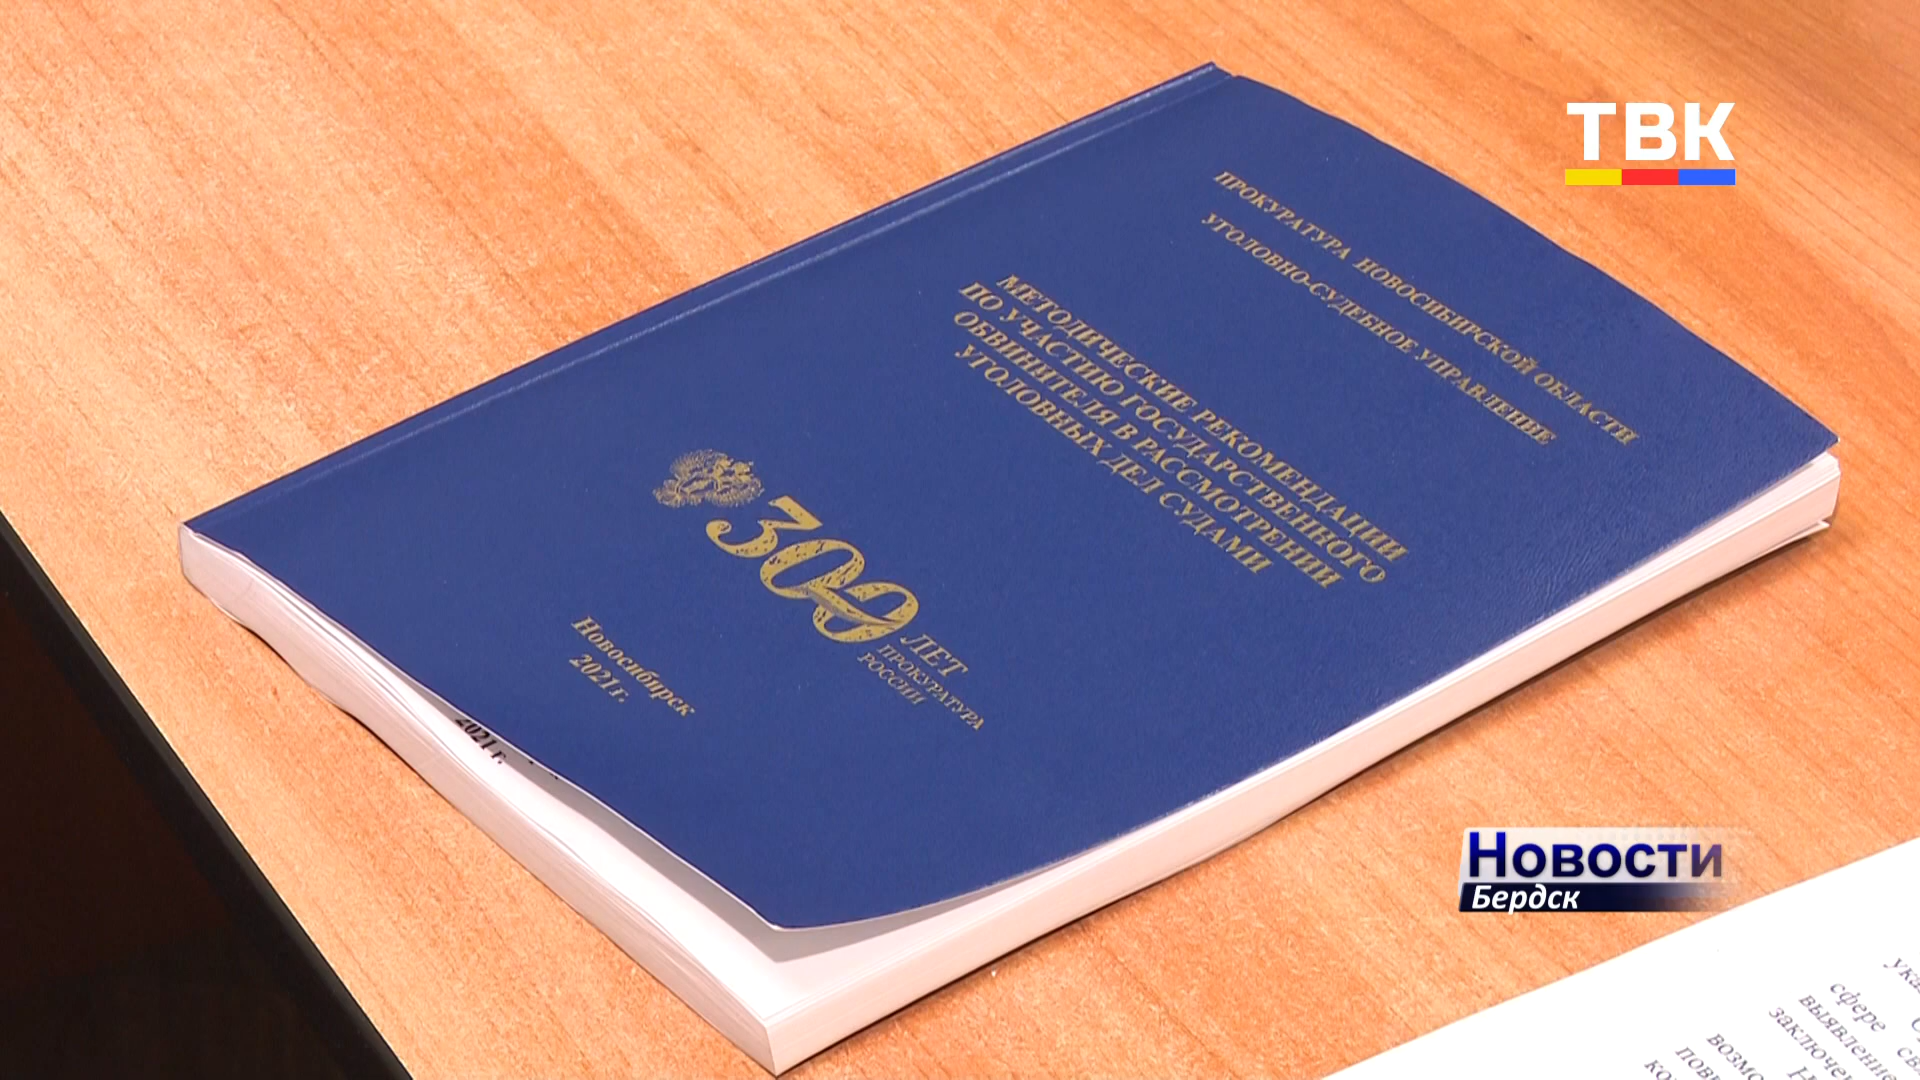 ТВК
ПРОКУРАТУРА НОВОСИБИРСКОЙ ОБЛАСТИ
УГОЛОВНО-СУДЕБНОЕ УПРАВЛЕНИЕ
МЕТОДИЧЕСКИЕ РЕКОМЕНДАЦИИ
ПО УЧАСТИЮ ГОСУДАРСТВЕННОГО
ОБВИНИТЕЛЯ В РАССМОТРЕНИИ
УГОЛОВНЫХ ДЕЛ СУДАМИ
300
ЛЕТ
ПРОКУРАТУРА
РОССИИ
Новосибирск
2021г.
2021 г.
Новости
Бердск
сфере
выявление